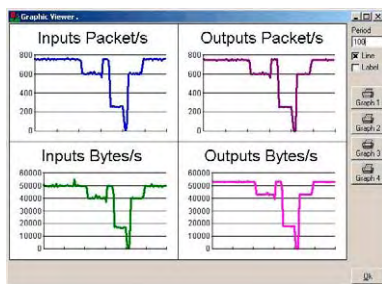 Graphic Viewer.
Inputs Packet/s
800
600
400
200
0
Outputs Packet/s
800
600
400
200
0
Inputs Bytes/s
60000
50000
40000
30000
20000
10000
0
Outputs Bytes/s
60000
50000
40000
30000
20000
10000
0
Period
100
Line
Label
Graph 1
Graph 2
Graph 3
Graph 4
Ok